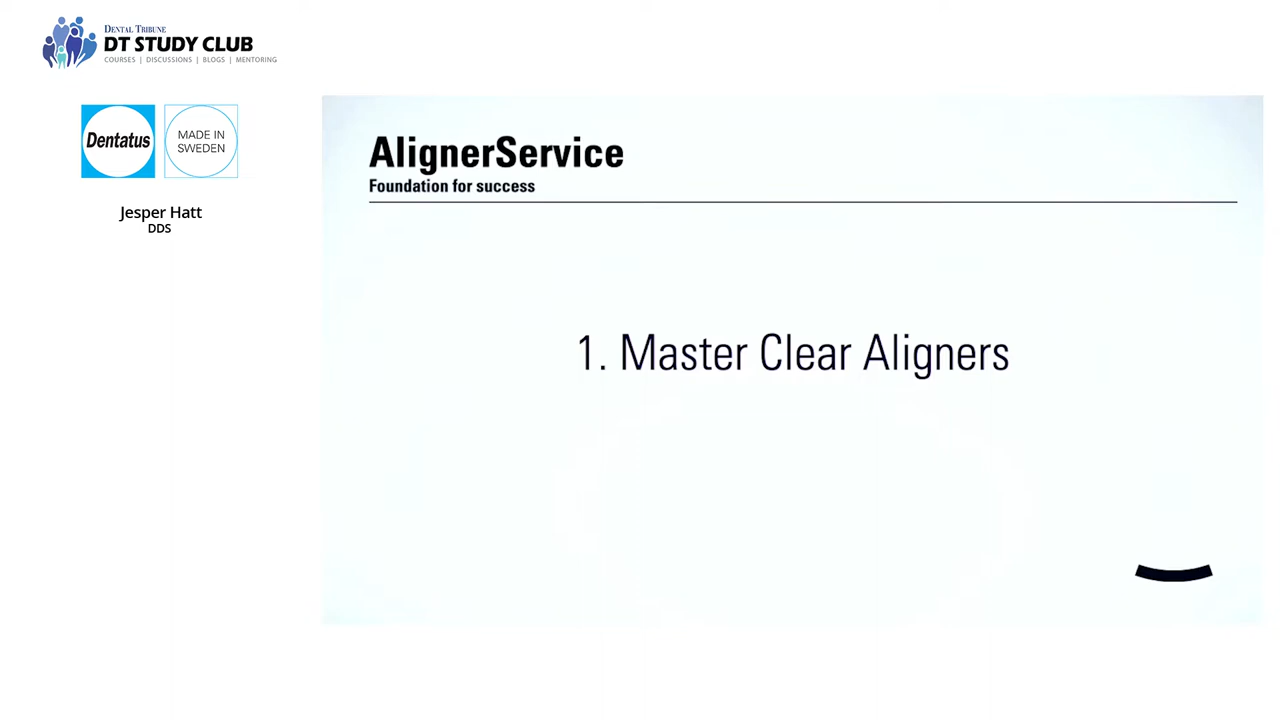 DENTAL TRIBUNE
DT STUDY CLUB
COURSES | DISCUSSIONS | BLOGS | MENTORING
Dentatus
MADE IN
SWEDEN
Jesper Hatt
DDS
AlignerService
Foundation for success
1. Master Clear Aligners